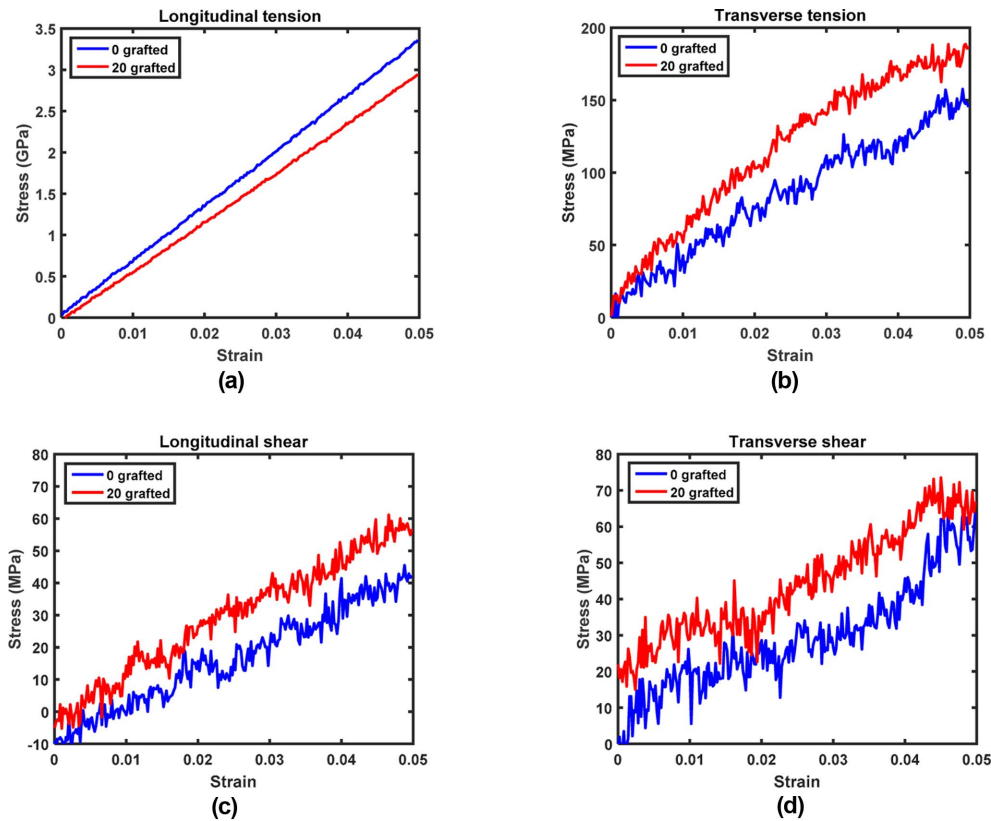 Longitudinal tension
3.5
3
2.5
2
1.5
1
0.5
0
Stress (GPa)
0 grafted
20 grafted
0 0.01 0.02 0.03 0.04 0.05
Strain
(a)
Transverse tension
200
150
100
50
0
Stress (MPa)
0 grafted
20 grafted
0 0.01 0.02 0.03 0.04 0.05
Strain
(b)
Longitudinal shear
80
70
60
50
40
30
20
10
0
-10
Stress (MPa)
0 grafted
20 grafted
0 0.01 0.02 0.03 0.04 0.05
Strain
(c)
Transverse shear
80
70
60
50
40
30
20
10
0
Stress (MPa)
0 grafted
20 grafted
0 0.01 0.02 0.03 0.04 0.05
Strain
(d)